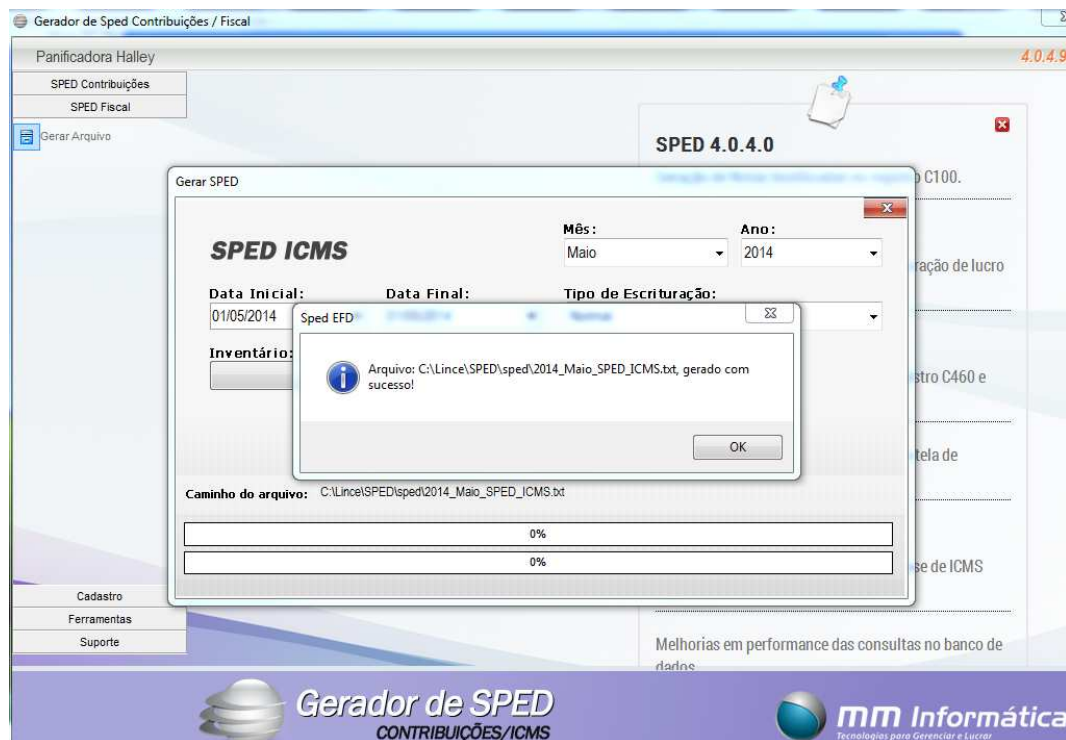 Gerador de Sped Contribuições / Fiscal
Panificadora Halley
4.0.4.9
SPED Contribuições
SPED Fiscal
Gerar Arquivo
SPED 4.0.4.0
C100.
ração de lucro
stro C460 e
tela de
se de ICMS
Melhorias em performance das consultas no banco de
dados
Gerar SPED
SPED ICMS
Mês:
Ano:
Maio
2014
Data Inicial:
Data Final:
Tipo de Escrituração:
01/05/2014
Inventário:
Sped EFD
Arquivo: C:\Lince\SPED\sped\2014_Maio_SPED_ICMS.txt, gerado com
sucesso!
OK
Caminho do arquivo: C:\Lince\SPED\sped\2014_Maio_SPED_ICMS.txt
0%
0%
Cadastro
Ferramentas
Suporte
Gerador de SPED
CONTRIBUIÇÕES/ICMS
MM Informática
Tecnologias para Gerenciar e Lucrar